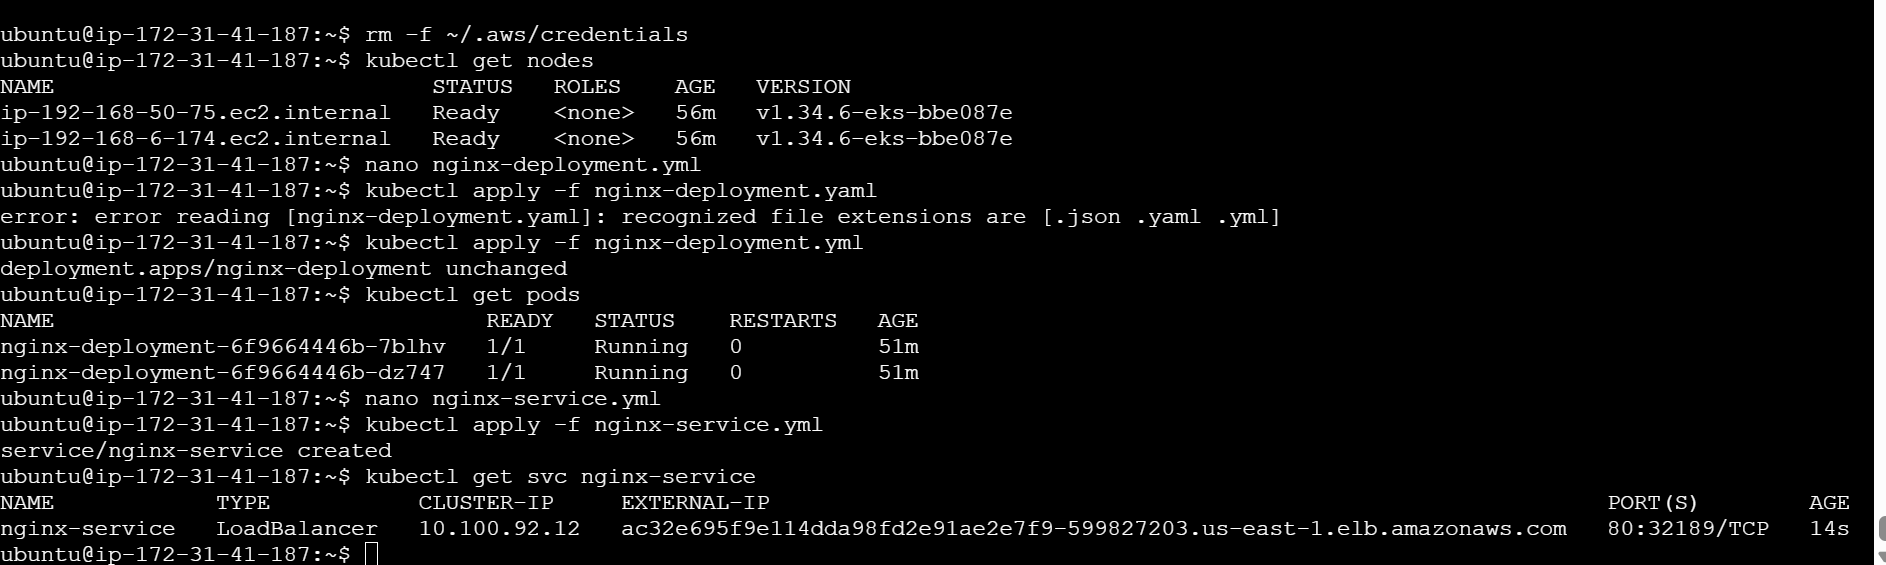 ubuntu@ip-172-31-41-187:~$ rm -f ~/.aws/credentials
ubuntu@ip-172-31-41-187:~$ kubectl get nodes
NAME                            STATUS   ROLES    AGE   VERSION
ip-192-168-50-75.ec2.internal   Ready    <none>   56m   v1.34.6-eks-bbe087e
ip-192-168-6-174.ec2.internal   Ready    <none>   56m   v1.34.6-eks-bbe087e
ubuntu@ip-172-31-41-187:~$ nano nginx-deployment.yml
ubuntu@ip-172-31-41-187:~$ kubectl apply -f nginx-deployment.yaml
error: error reading [nginx-deployment.yaml]: recognized file extensions are [.json .yaml .yml]
ubuntu@ip-172-31-41-187:~$ kubectl apply -f nginx-deployment.yml
deployment.apps/nginx-deployment unchanged
ubuntu@ip-172-31-41-187:~$ kubectl get pods
NAME                                READY   STATUS    RESTARTS   AGE
nginx-deployment-6f9664446b-7blhv   1/1     Running   0          51m
nginx-deployment-6f9664446b-dz747   1/1     Running   0          51m
ubuntu@ip-172-31-41-187:~$ nano nginx-service.yml
ubuntu@ip-172-31-41-187:~$ kubectl apply -f nginx-service.yml
service/nginx-service created
ubuntu@ip-172-31-41-187:~$ kubectl get svc nginx-service
NAME            TYPE           CLUSTER-IP     EXTERNAL-IP                                                              PORT(S)        AGE
nginx-service   LoadBalancer   10.100.92.12   ac32e695f9e114dda98fd2e91ae2e7f9-599827203.us-east-1.elb.amazonaws.com   80:32189/TCP   14s
ubuntu@ip-172-31-41-187:~$